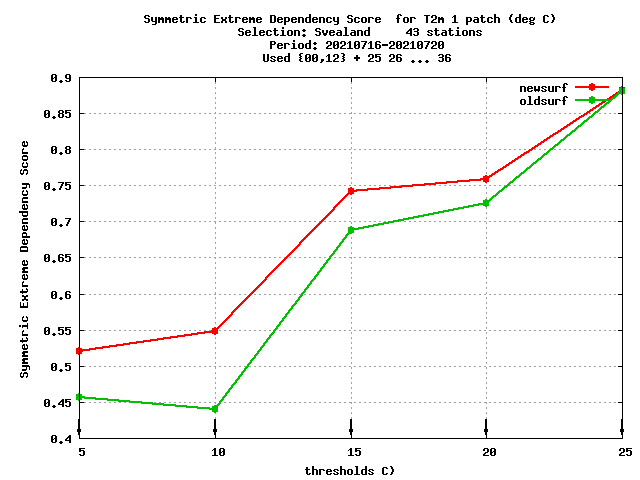 Symmetric Extreme Dependency Score  for T2m 1 patch (deg C)
Selection: Svealand     43 stations
Period: 20210716-20210720
Used {00,12} + 25 26 ... 36
newsurf
oldsurf
Symmetric Extreme Dependency Score
0.9
0.85
0.8
0.75
0.7
0.65
0.6
0.55
0.5
0.45
0.4
5 10 15 20 25
thresholds C)